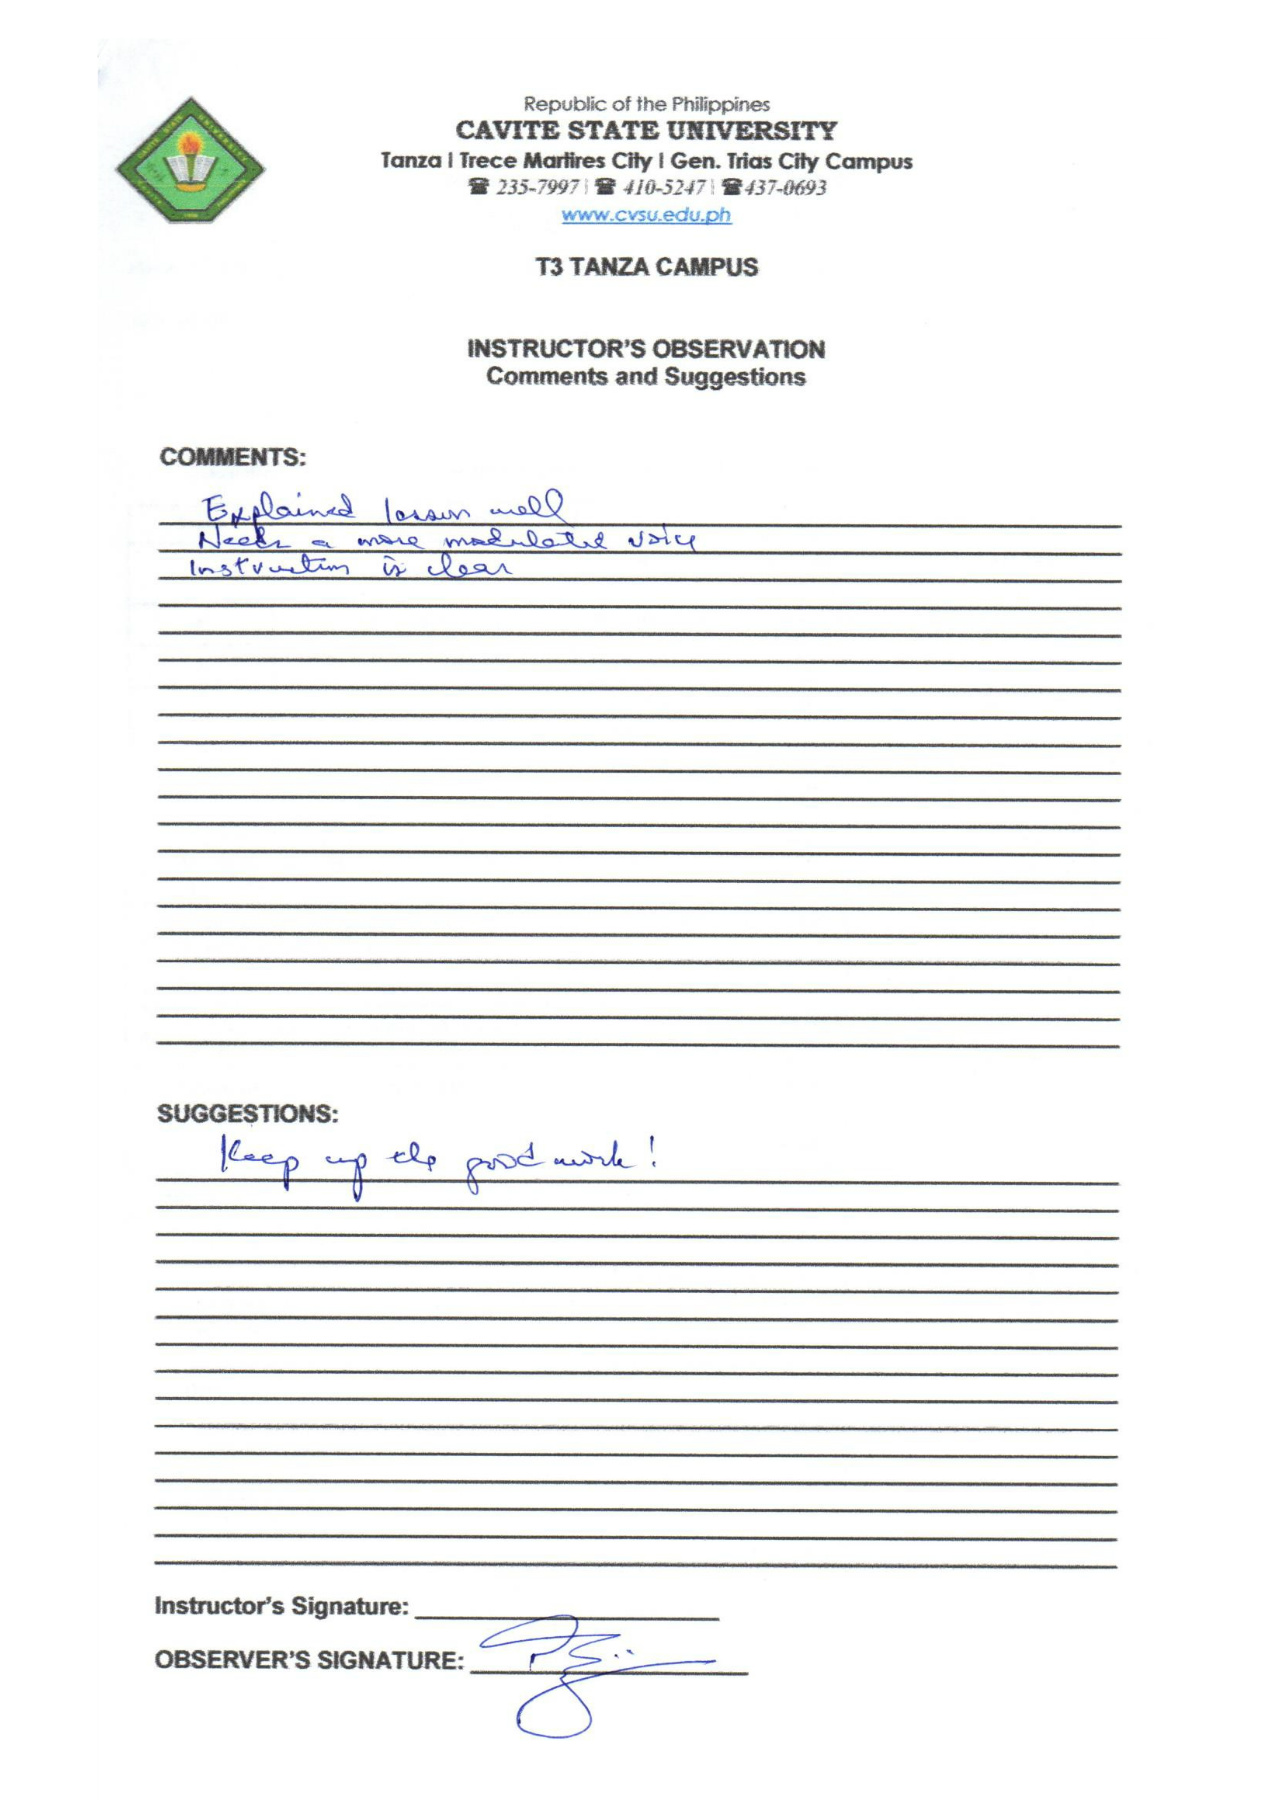 Republic of the Philippines
CAVITE STATE UNIVERSITY
Tanza | Trece Martires City | Gen. Trias City Campus
☎ 235-7997 | ☎ 410-5247 | ☎437-0693
www.cvsu.edu.ph
T3 TANZA CAMPUS
INSTRUCTOR'S OBSERVATION
Comments and Suggestions
COMMENTS:
Explained lesson well
Needs a more modulated voice
Instruction is clear
SUGGESTIONS:
Keep up the good work!
Instructor's Signature:
OBSERVER'S SIGNATURE: